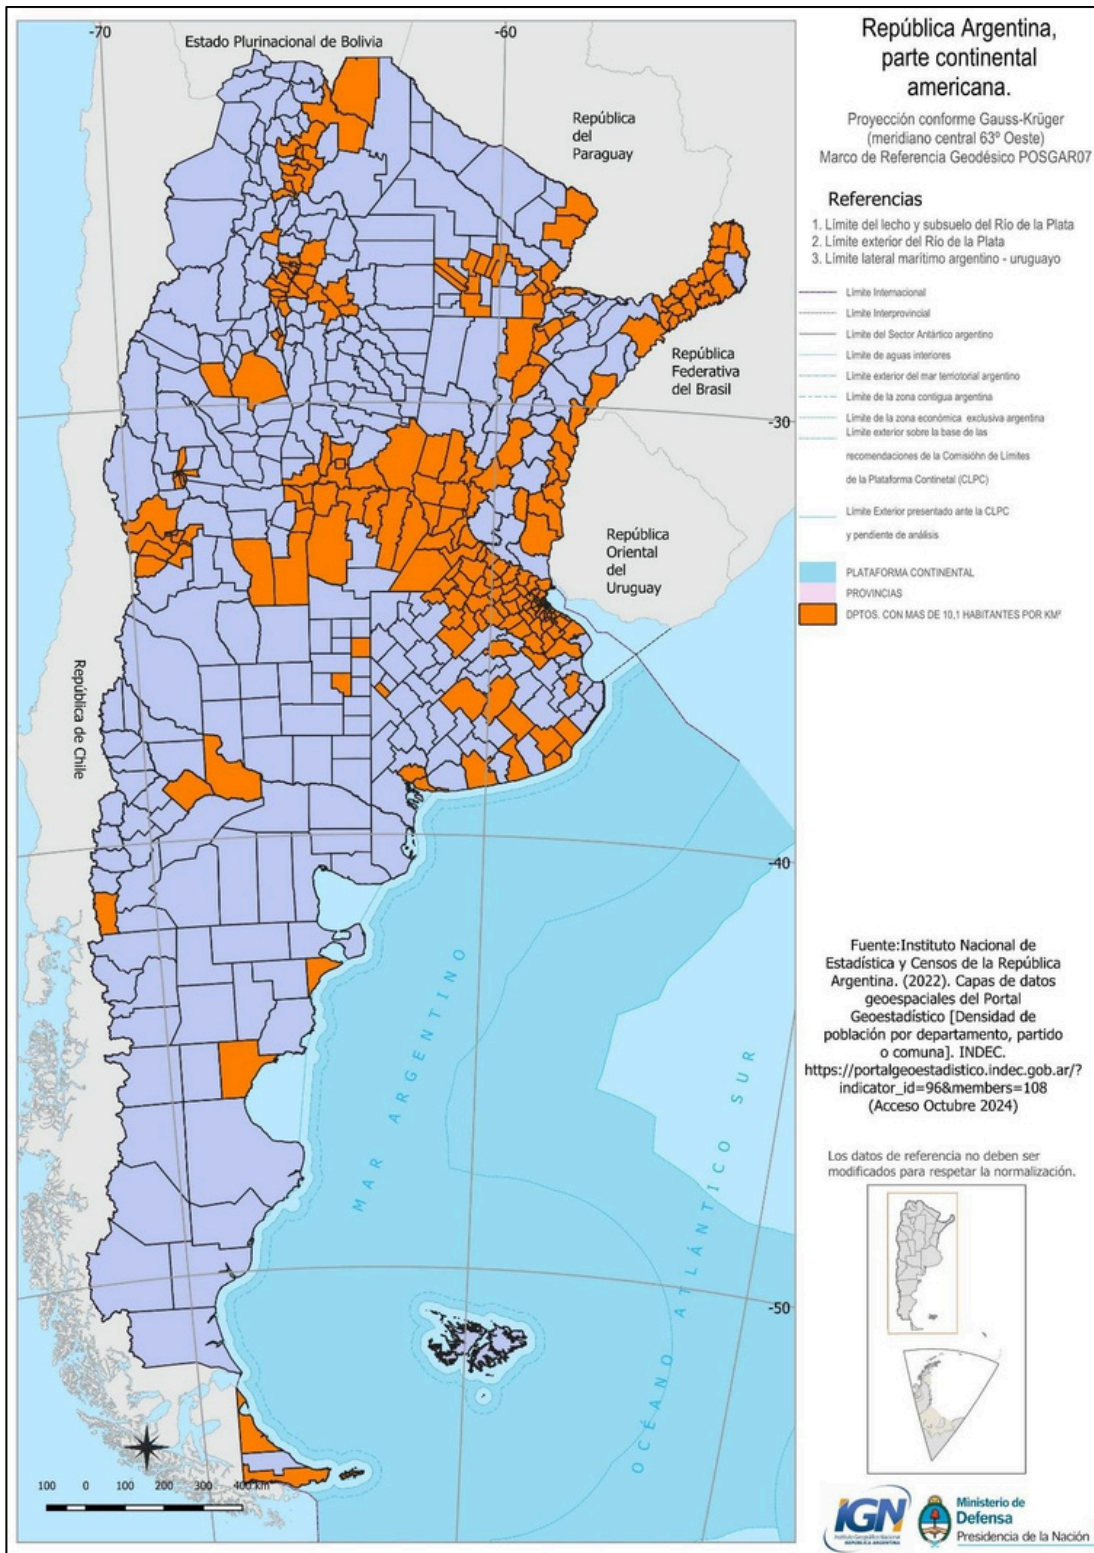 -70
-60
Estado Plurinacional de Bolivia
República
del
Paraguay
República
Federativa
del Brasil
-30
República
Oriental
del
Uruguay
República de Chile
-40
MAR ARGENTINO
OCÉANO ATLÁNTICO SUR
-50
100 0 100 200 300 400 km
República Argentina,
parte continental
americana.
Proyección conforme Gauss-Krüger
(meridiano central 63º Oeste)
Marco de Referencia Geodésico POSGAR07
Referencias
1. Límite del lecho y subsuelo del Río de la Plata
2. Límite exterior del Río de la Plata
3. Límite lateral marítimo argentino - uruguayo
Límite Internacional
Límite Interprovincial
Límite del Sector Antártico argentino
Límite de aguas interiores
Límite exterior del mar terriotorial argentino
Límite de la zona contigua argentina
Límite de la zona económica exclusiva argentina
Límite exterior sobre la base de las
recomendaciones de la Comisióhn de Límites
de la Plataforma Continetal (CLPC)
Límite Exterior presentado ante la CLPC
y pendiente de análisis
PLATAFORMA CONTINENTAL
PROVINCIAS
DPTOS. CON MAS DE 10,1 HABITANTES POR KM²
Fuente:Instituto Nacional de
Estadística y Censos de la República
Argentina. (2022). Capas de datos
geoespaciales del Portal
Geoestadístico [Densidad de
población por departamento, partido
o comuna]. INDEC.
https://portalgeoestadistico.indec.gob.ar/?
indicator_id=96&members=108
(Acceso Octubre 2024)
Los datos de referencia no deben ser
modificados para respetar la normalización.
IGN
Instituto Geográfico Nacional
REPÚBLICA ARGENTINA
Ministerio de
Defensa
Presidencia de la Nación